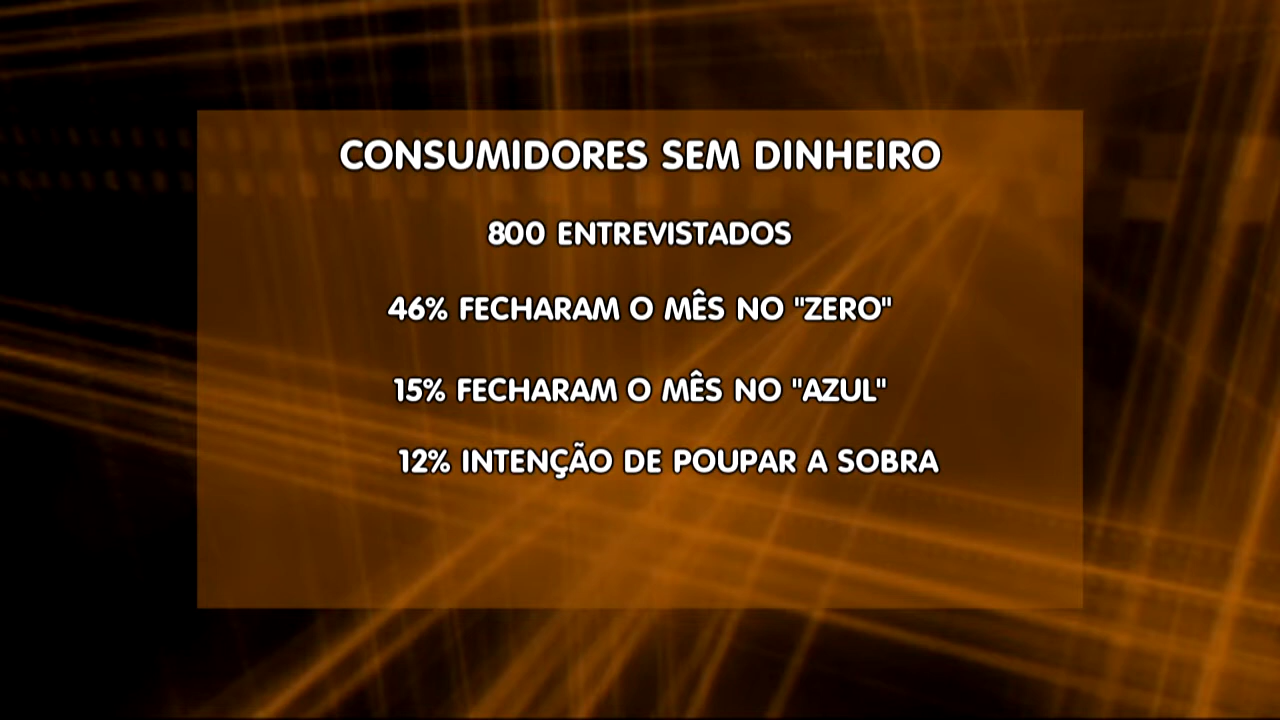 CONSUMIDORES SEM DINHEIRO
800 ENTREVISTADOS
46% FECHARAM O MÊS NO "ZERO"
15% FECHARAM O MÊS NO "AZUL"
12% INTENÇÃO DE POUPAR A SOBRA